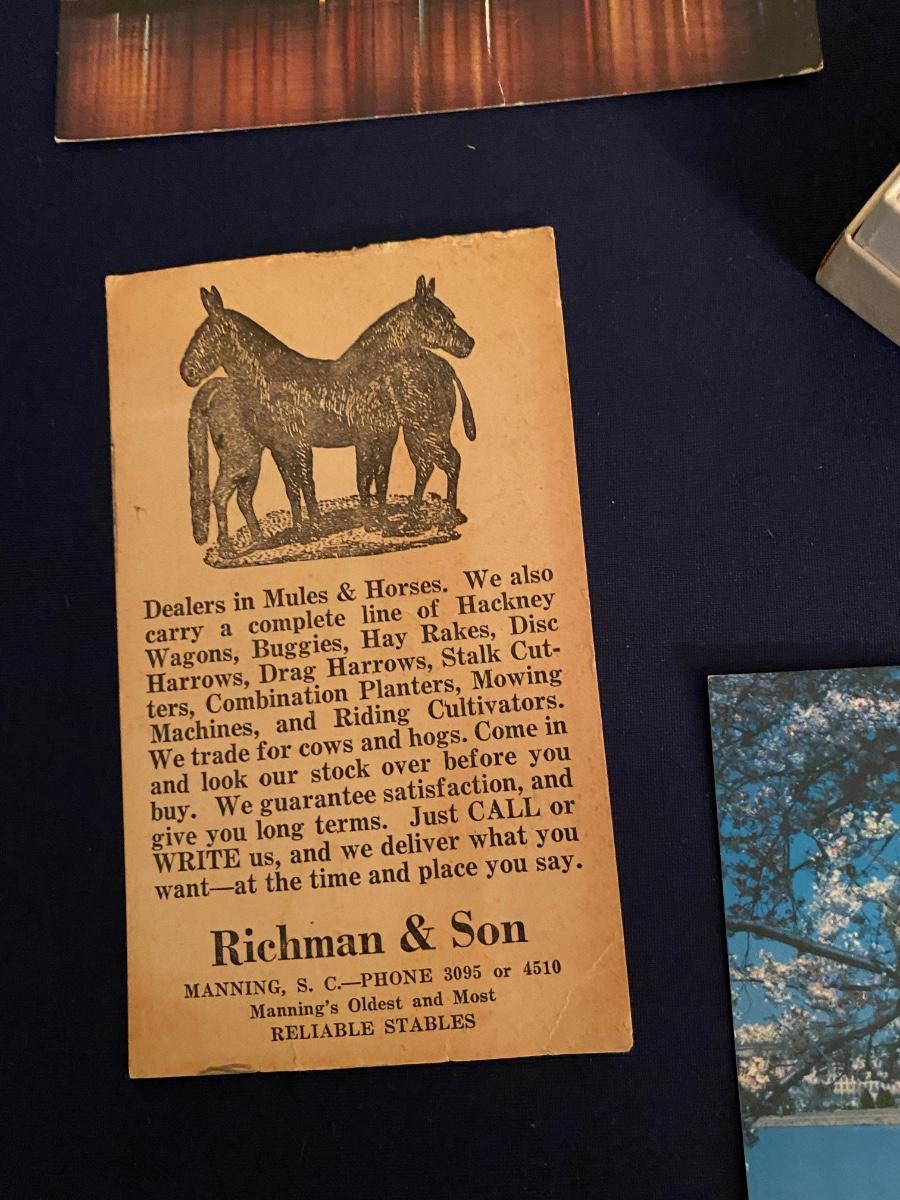 Dealers in Mules & Horses. We also
carry a complete line of Hackney
Wagons, Buggies, Hay Rakes, Disc
Harrows, Drag Harrows, Stalk Cut-
ters, Combination Planters, Mowing
Machines, and Riding Cultivators.
We trade for cows and hogs. Come in
and look our stock over before you
buy. We guarantee satisfaction, and
give you long terms. Just CALL or
WRITE us, and we deliver what you
want—at the time and place you say.
Richman & Son
MANNING, S. C.—PHONE 3095 or 4510
Manning's Oldest and Most
RELIABLE STABLES